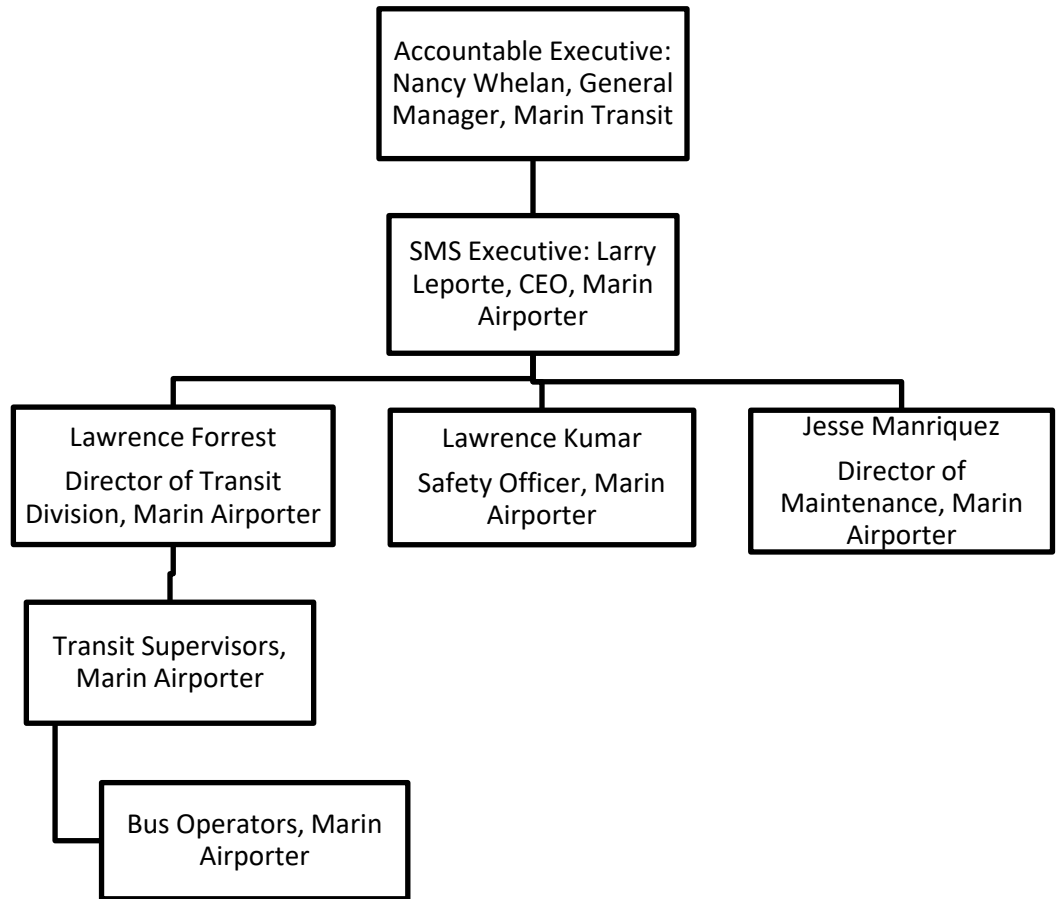 Accountable Executive:
Nancy Whelan, General
Manager, Marin Transit
SMS Executive: Larry
Leporte, CEO, Marin
Airporter
Lawrence Forrest
Director of Transit
Division, Marin Airporter
Lawrence Kumar
Safety Officer, Marin
Airporter
Jesse Manriquez
Director of
Maintenance, Marin
Airporter
Transit Supervisors,
Marin Airporter
Bus Operators, Marin
Airporter